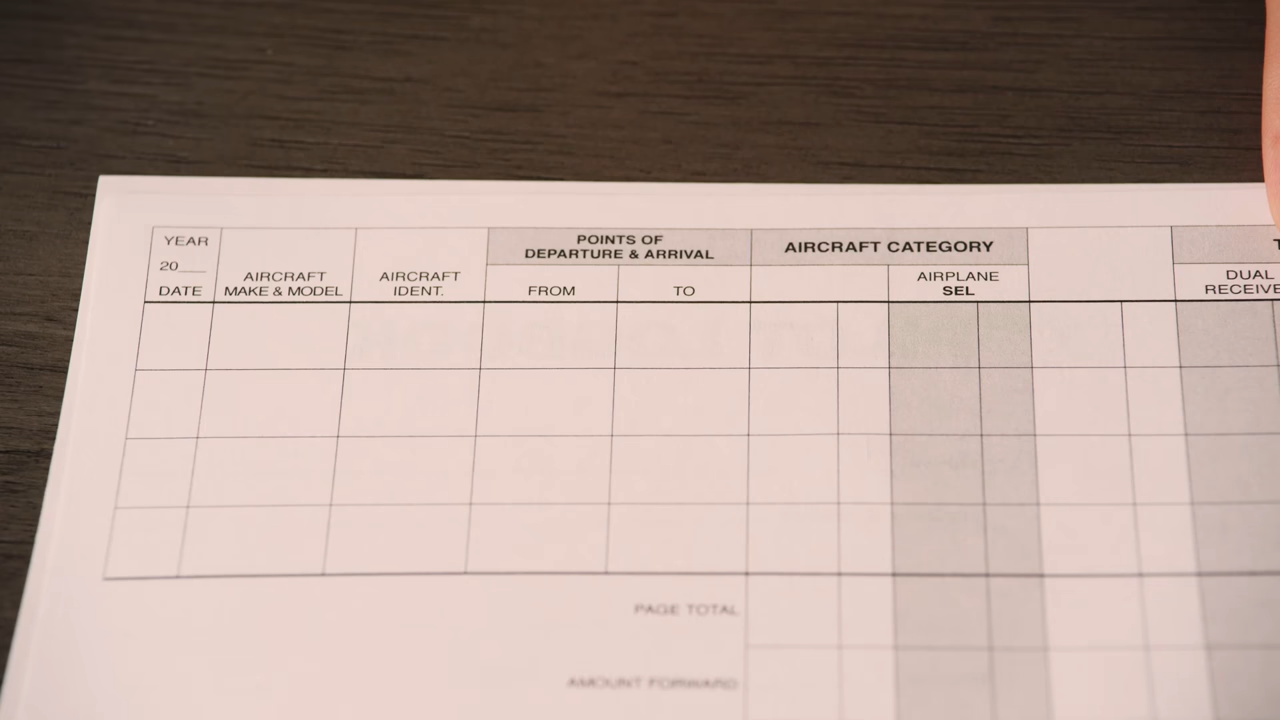 YEAR
20___
DATE
AIRCRAFT
MAKE & MODEL
AIRCRAFT
IDENT.
POINTS OF
DEPARTURE & ARRIVAL
FROM
TO
AIRCRAFT CATEGORY
AIRPLANE
SEL
DUAL
PAGE TOTAL
AMOUNT FORWARD